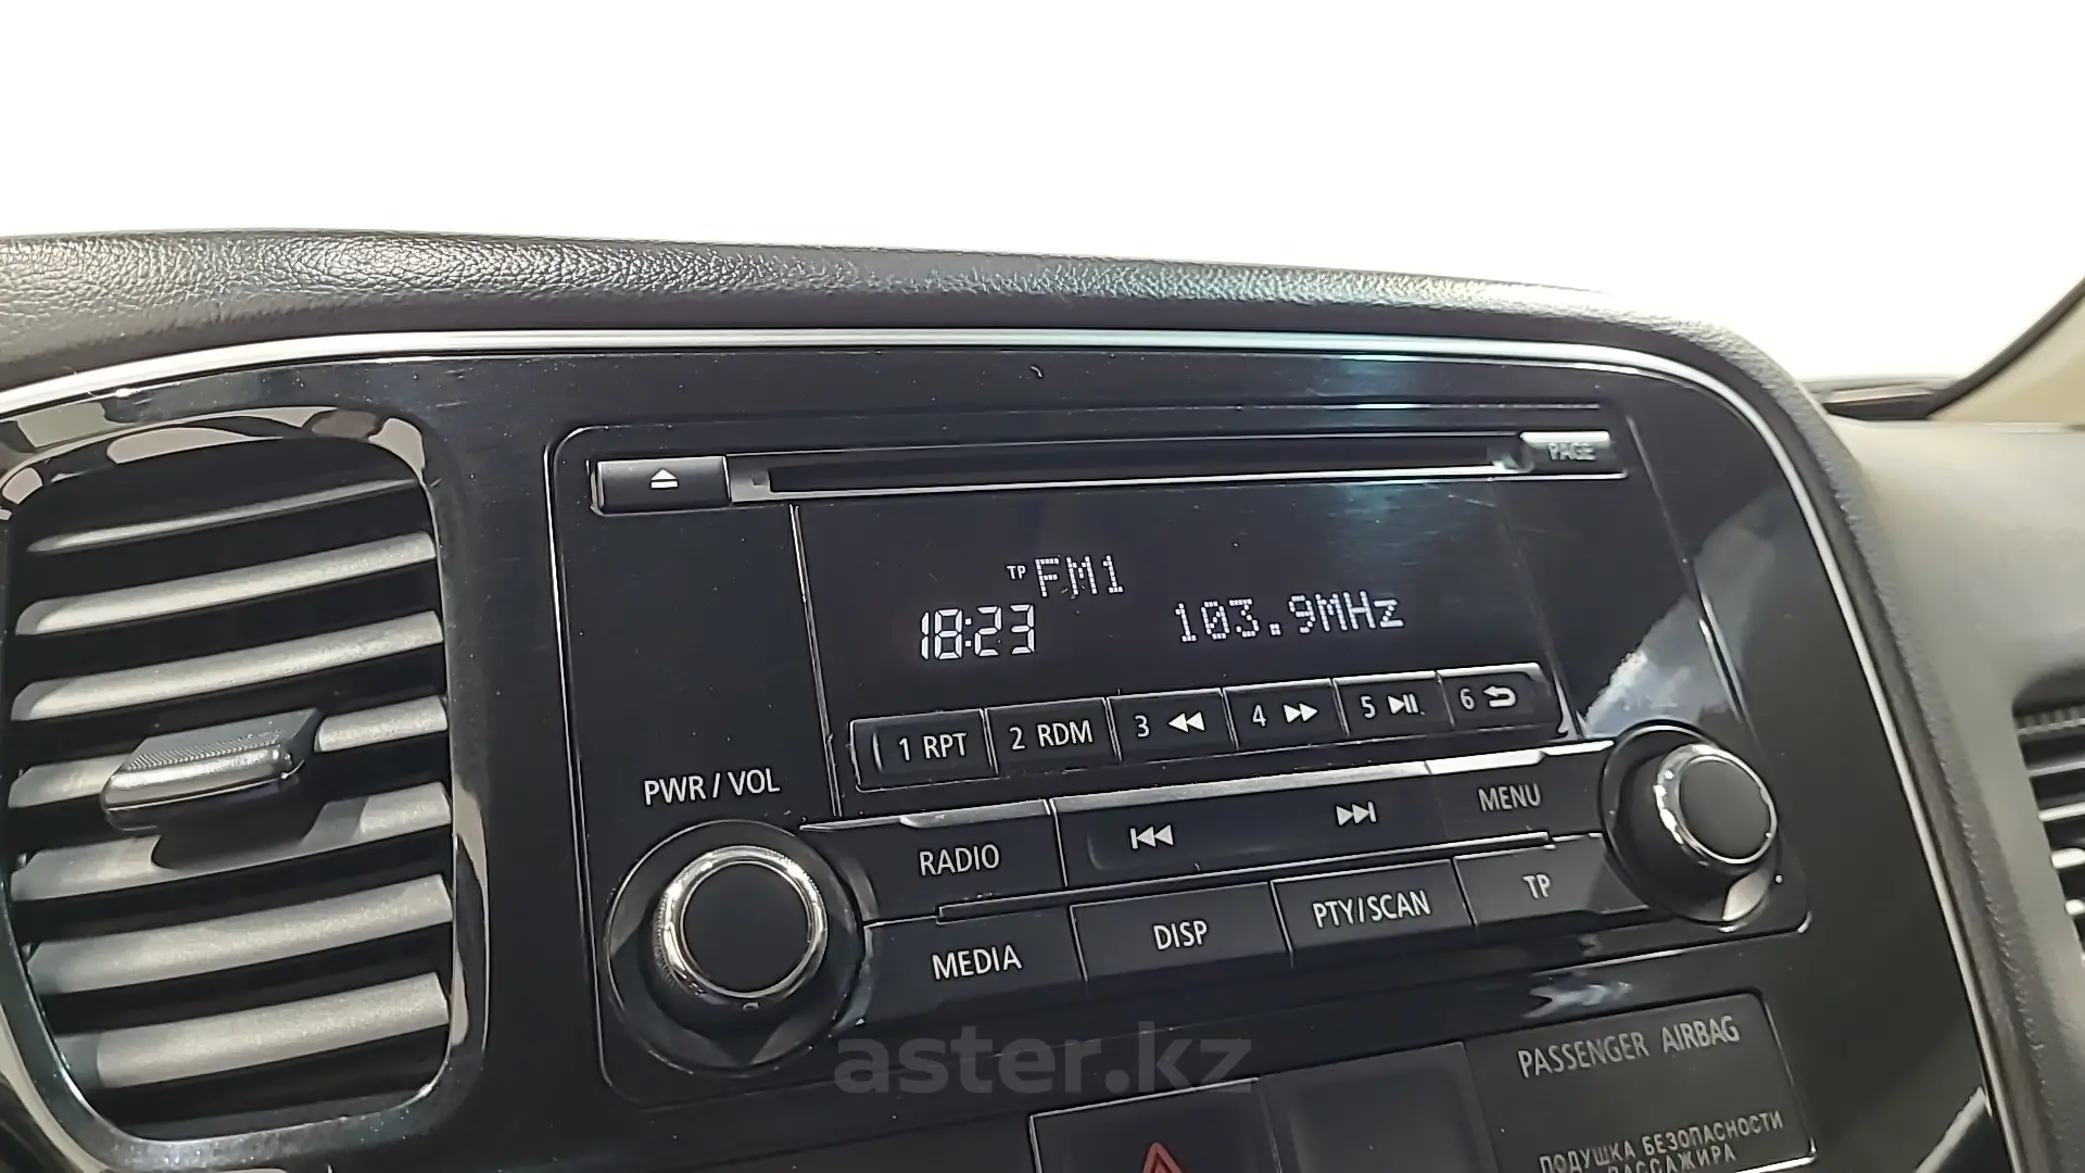 PAGE
TP FM1
18:23 103.9MHz
1 RPT 2 RDM 3 4 5 6
PWR / VOL
RADIO MENU
MEDIA DISP PTY/SCAN TP
aster.kz
PASSENGER AIRBAG
ПОДУШКА БЕЗОПАСНОСТИ
ПАССАЖИРА